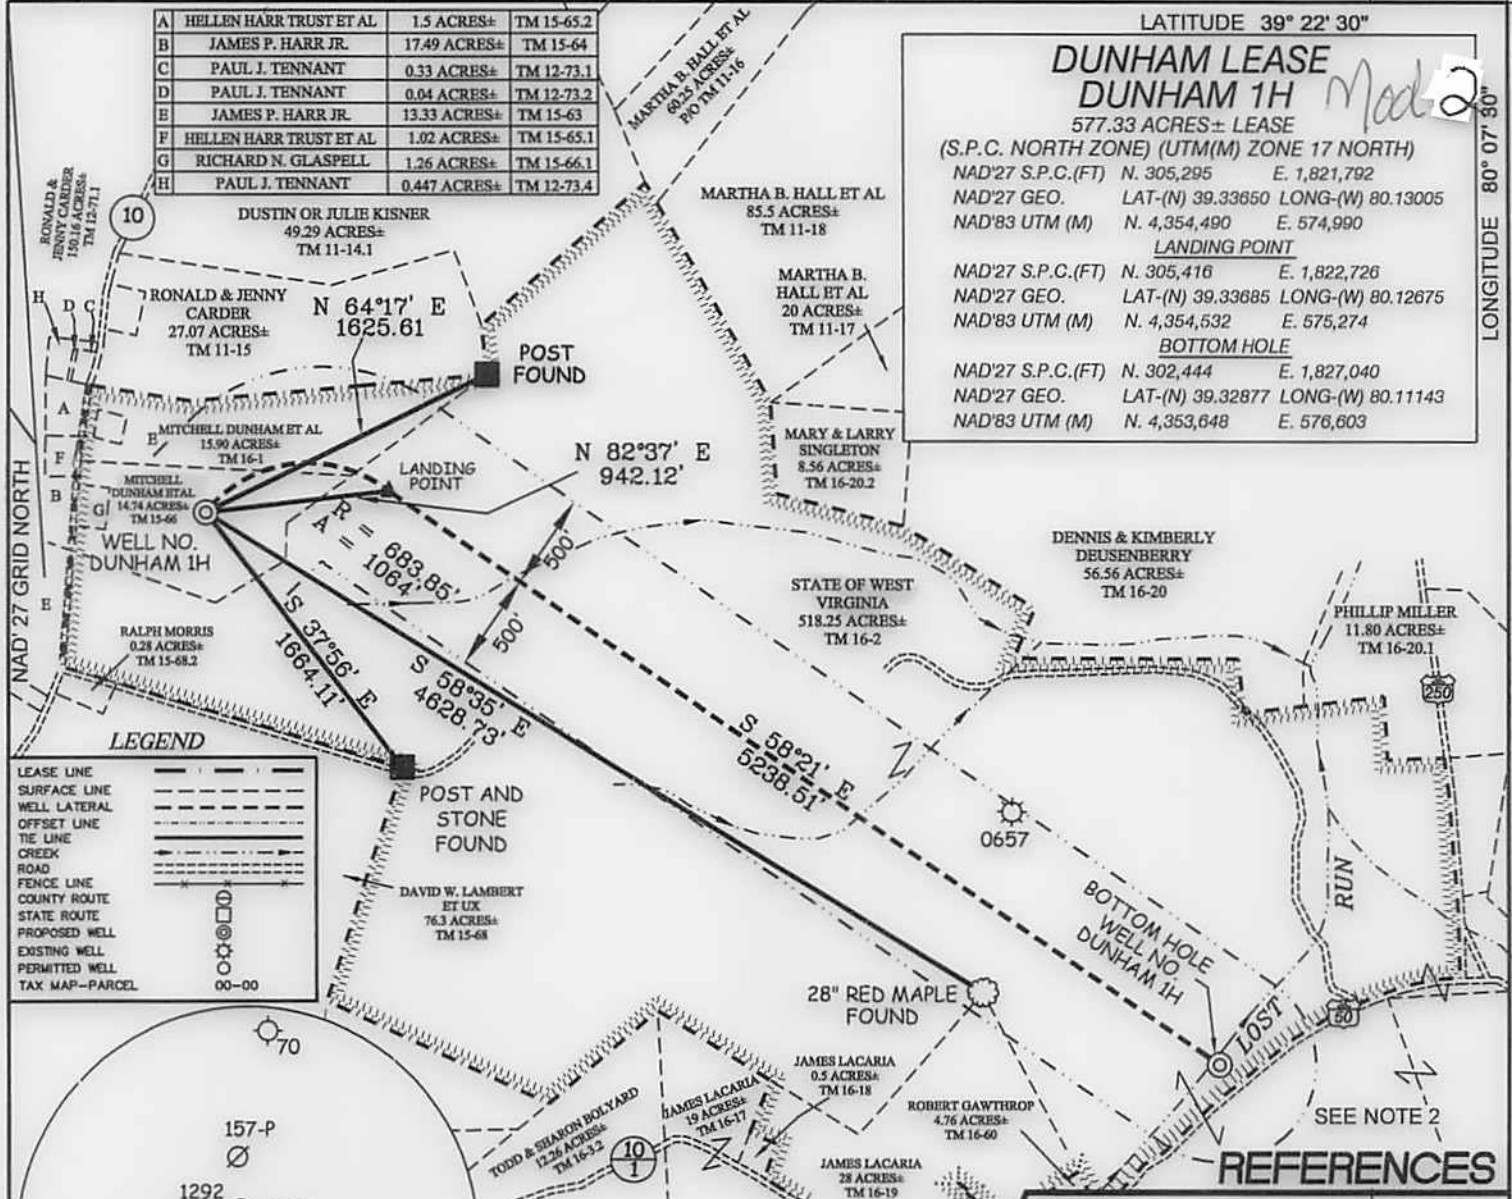 A HELLEN HARR TRUST ET AL 1.5 ACRES± TM 15-65.2
B JAMES P. HARR JR. 17.49 ACRES± TM 15-64
C PAUL J. TENNANT 0.33 ACRES± TM 12-73.1
D PAUL J. TENNANT 0.04 ACRES± TM 12-73.2
E JAMES P. HARR JR. 13.33 ACRES± TM 15-63
F HELLEN HARR TRUST ET AL 1.02 ACRES± TM 15-65.1
G RICHARD N. GLASPELL 1.26 ACRES± TM 15-66.1
H PAUL J. TENNANT 0.447 ACRES± TM 12-73.4
MARTHA B. HALL ET AL
60.25 ACRES±
P/O TM 11-16
LATITUDE 39° 22' 30"
LONGITUDE 80° 07' 30"
DUNHAM LEASE
DUNHAM 1H
Mod 2
577.33 ACRES± LEASE
(S.P.C. NORTH ZONE) (UTM(M) ZONE 17 NORTH)
NAD'27 S.P.C.(FT) N. 305,295 E. 1,821,792
NAD'27 GEO. LAT-(N) 39.33650 LONG-(W) 80.13005
NAD'83 UTM (M) N. 4,354,490 E. 574,990
LANDING POINT
NAD'27 S.P.C.(FT) N. 305,416 E. 1,822,726
NAD'27 GEO. LAT-(N) 39.33685 LONG-(W) 80.12675
NAD'83 UTM (M) N. 4,354,532 E. 575,274
BOTTOM HOLE
NAD'27 S.P.C.(FT) N. 302,444 E. 1,827,040
NAD'27 GEO. LAT-(N) 39.32877 LONG-(W) 80.11143
NAD'83 UTM (M) N. 4,353,648 E. 576,603
RONALD &
JENNY CARDER
150.16 ACRES±
TM 12-71.1
10
DUSTIN OR JULIE KISNER
49.29 ACRES±
TM 11-14.1
MARTHA B. HALL ET AL
85.5 ACRES±
TM 11-18
MARTHA B.
HALL ET AL
20 ACRES±
TM 11-17
H
D
C
RONALD & JENNY
CARDER
27.07 ACRES±
TM 11-15
N 64°17' E
1625.61
POST
FOUND
A
E
MITCHELL DUNHAM ET AL
15.90 ACRES±
TM 16-1
N 82°37' E
942.12'
MARY & LARRY
SINGLETON
8.56 ACRES±
TM 16-20.2
F
B
G
E
MITCHELL
DUNHAM ETAL
14.74 ACRES±
TM 15-66
LANDING
POINT
WELL NO.
DUNHAM 1H
R = 683.85'
A = 1064'
500'
500'
NAD' 27 GRID NORTH
DENNIS & KIMBERLY
DEUSENBERRY
56.56 ACRES±
TM 16-20
STATE OF WEST
VIRGINIA
518.25 ACRES±
TM 16-2
PHILLIP MILLER
11.80 ACRES±
TM 16-20.1
250
RALPH MORRIS
0.28 ACRES±
TM 15-68.2
S 37°56' E
1664.11'
S 58°35' E
4628.73'
S 58°21' E
5238.51'
LEGEND
LEASE LINE
SURFACE LINE
WELL LATERAL
OFFSET LINE
TIE LINE
CREEK
ROAD
FENCE LINE
COUNTY ROUTE
STATE ROUTE
PROPOSED WELL
EXISTING WELL
PERMITTED WELL
TAX MAP-PARCEL 00-00
POST AND
STONE
FOUND
0657
DAVID W. LAMBERT
ET UX
76.3 ACRES±
TM 15-68
BOTTOM HOLE
WELL NO.
DUNHAM 1H
LOST RUN
50
28" RED MAPLE
FOUND
70
157-P
1292
TODD & SHARON BOLYARD
12.26 ACRES±
TM 16-3.2
JAMES LACARIA
19 ACRES±
TM 16-17
JAMES LACARIA
0.5 ACRES±
TM 16-18
ROBERT GAWTHROP
4.76 ACRES±
TM 16-60
10
1
JAMES LACARIA
28 ACRES±
TM 16-19
SEE NOTE 2
REFERENCES